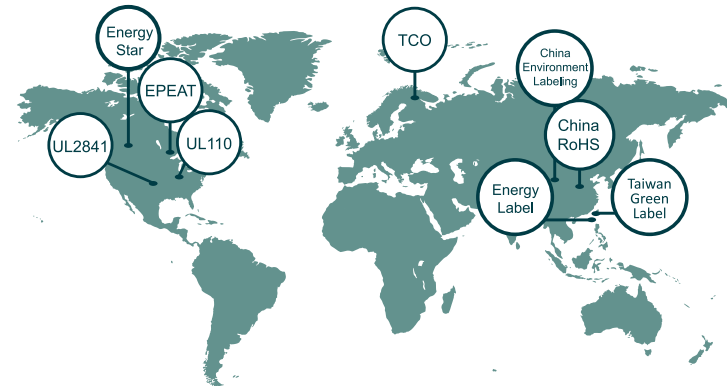 Energy
Star
EPEAT
UL2841
UL110
TCO
China
Environment
Labeling
China
RoHS
Energy
Label
Taiwan
Green
Label